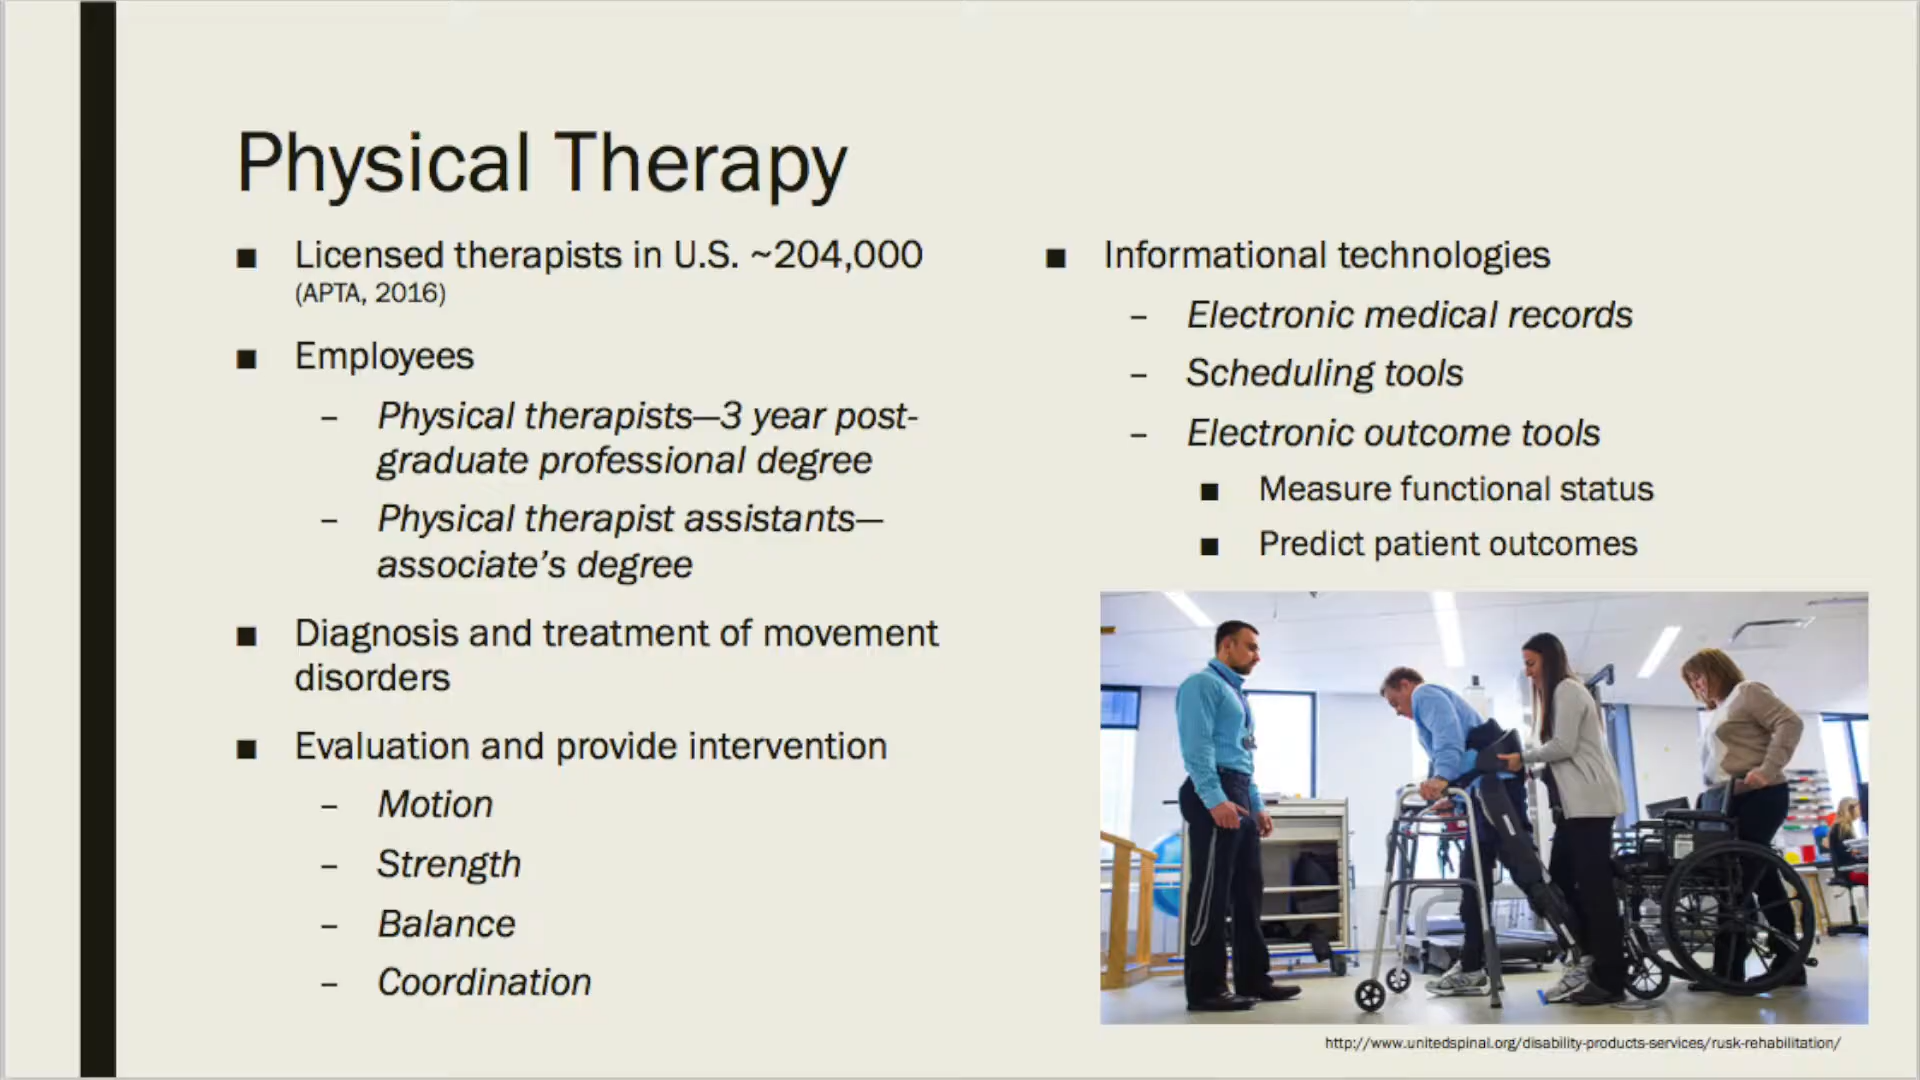 Physical Therapy
■ Licensed therapists in U.S. ~204,000
(APTA, 2016)
■ Employees
– Physical therapists—3 year post-
graduate professional degree
– Physical therapist assistants—
associate’s degree
■ Diagnosis and treatment of movement
disorders
■ Evaluation and provide intervention
– Motion
– Strength
– Balance
– Coordination
■ Informational technologies
– Electronic medical records
– Scheduling tools
– Electronic outcome tools
■ Measure functional status
■ Predict patient outcomes
http://www.unitedspinal.org/disability-products-services/rusk-rehabilitation/